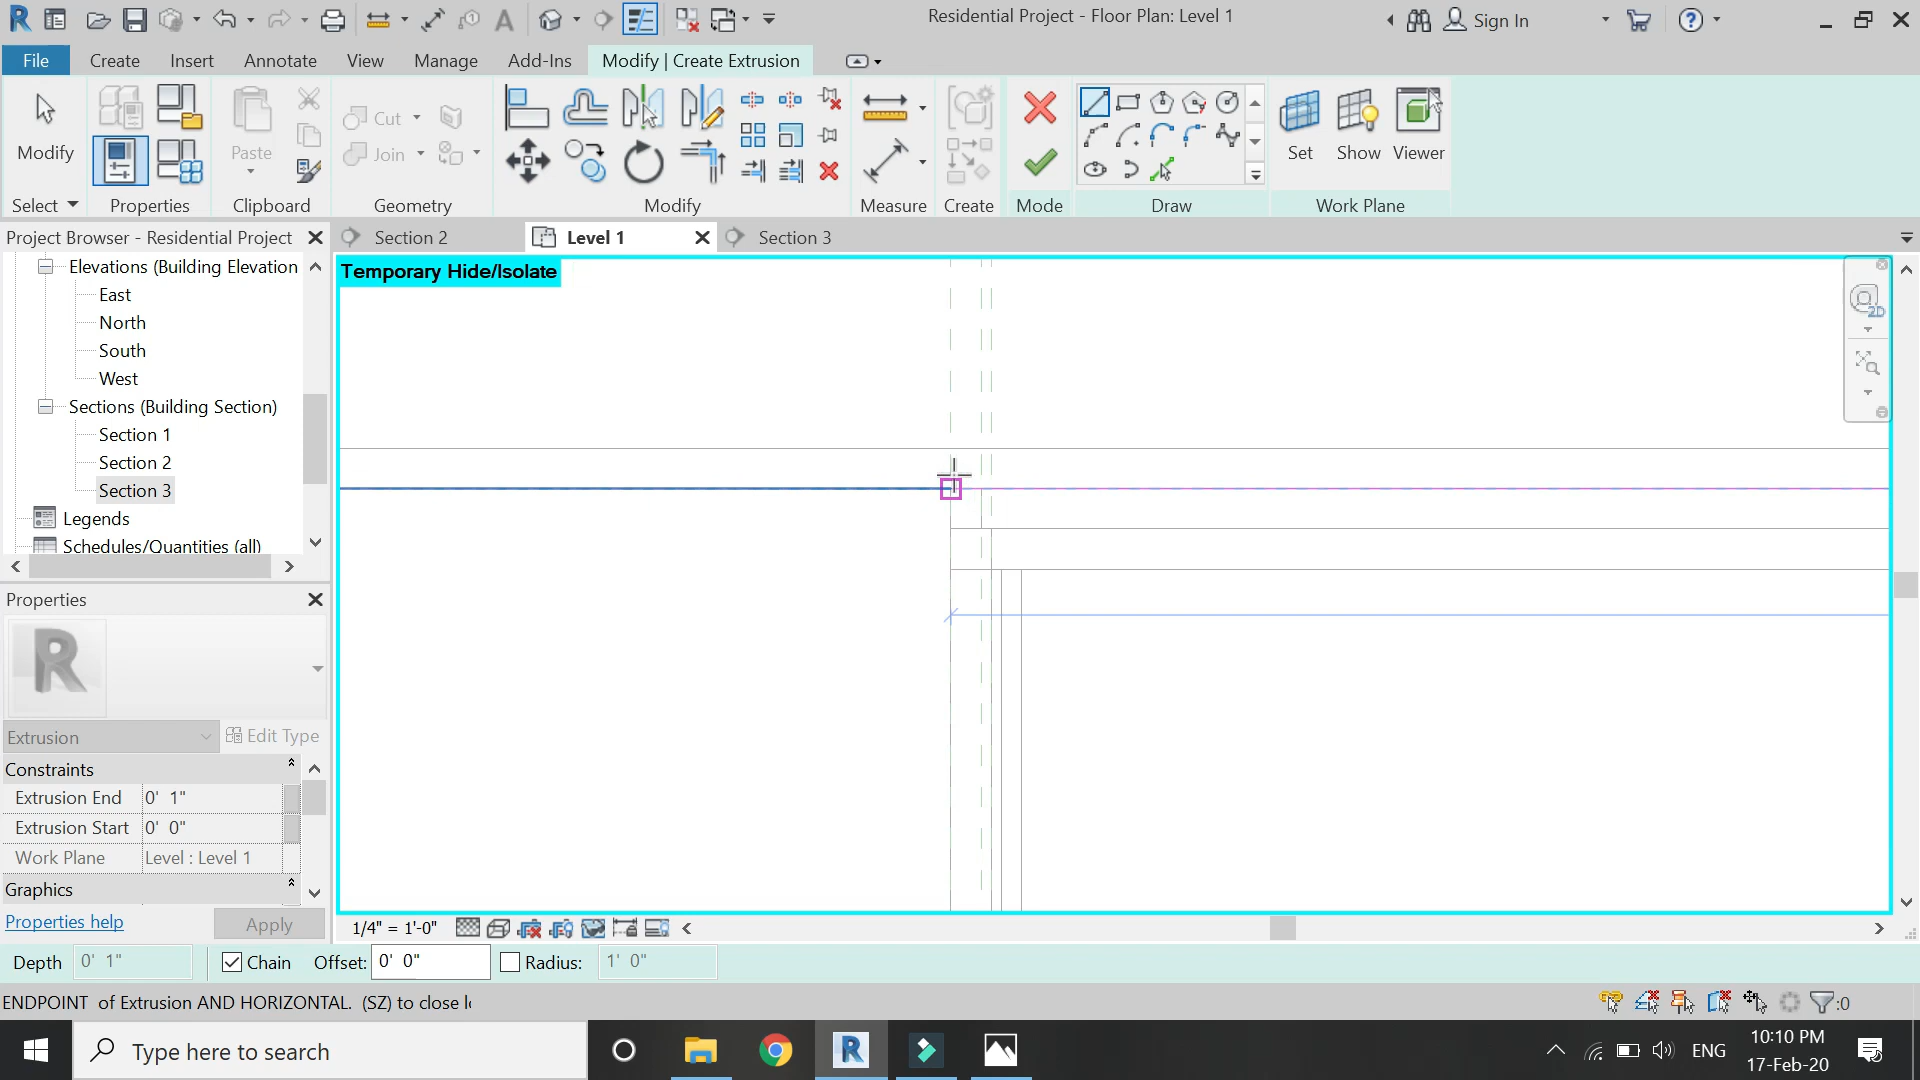 Residential Project - Floor Plan: Level 1
Sign In
File
Create
Insert
Annotate
View
Manage
Add-Ins
Modify | Create Extrusion
Modify
Paste
Cut
Join
Set
Show
Viewer
Select
Properties
Clipboard
Geometry
Modify
Measure
Create
Mode
Draw
Work Plane
Project Browser - Residential Project
Section 2
Level 1
Section 3
Elevations (Building Elevation
East
North
South
West
Sections (Building Section)
Section 1
Section 2
Section 3
Legends
Schedules/Quantities (all)
Temporary Hide/Isolate
2D
Properties
R
Extrusion
Edit Type
Constraints
Extrusion End 0' 1"
Extrusion Start 0' 0"
Work Plane Level : Level 1
Graphics
Properties help
Apply
1/4" = 1'-0"
Depth 0' 1" Chain Offset: 0' 0" Radius: 1' 0"
ENDPOINT of Extrusion AND HORIZONTAL. (SZ) to close
:0
Type here to search
ENG
10:10 PM
17-Feb-20